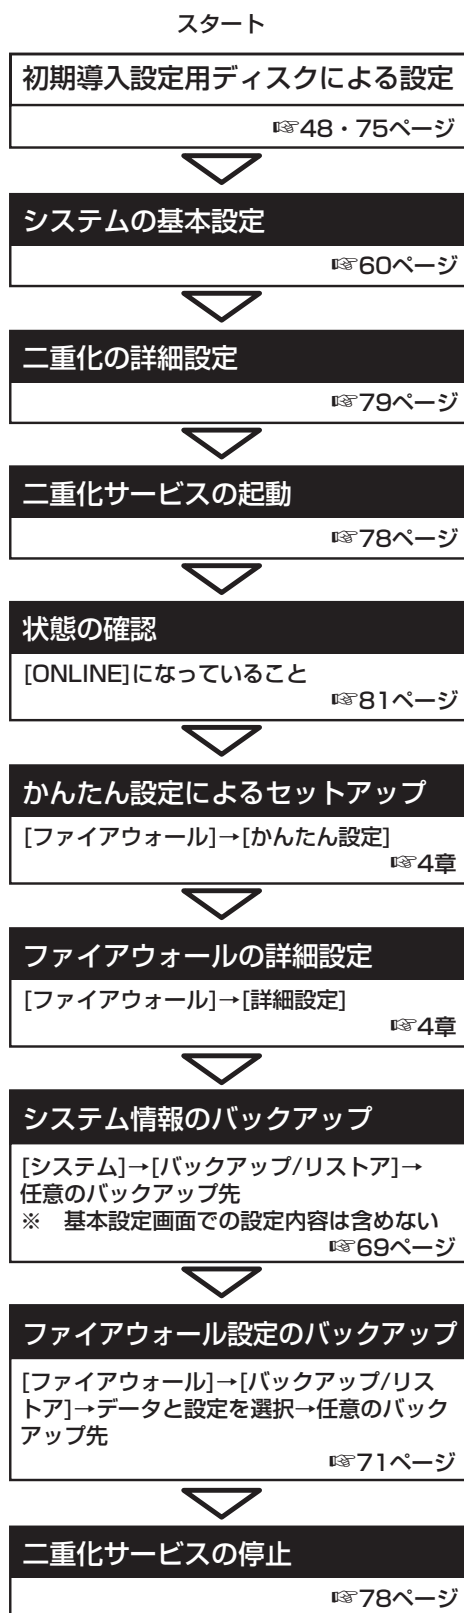 スタート
初期導入設定用ディスクによる設定
☞48・75ページ
システムの基本設定
☞60ページ
二重化の詳細設定
☞79ページ
二重化サービスの起動
☞78ページ
状態の確認
[ONLINE]になっていること
☞81ページ
かんたん設定によるセットアップ
[ファイアウォール]→[かんたん設定]
☞4章
ファイアウォールの詳細設定
[ファイアウォール]→[詳細設定]
☞4章
システム情報のバックアップ
[システム]→[バックアップ/リストア]→
任意のバックアップ先
※　基本設定画面での設定内容は含めない
☞69ページ
ファイアウォール設定のバックアップ
[ファイアウォール]→[バックアップ/リス
トア]→データと設定を選択→任意のバック
アップ先
☞71ページ
二重化サービスの停止
☞78ページ